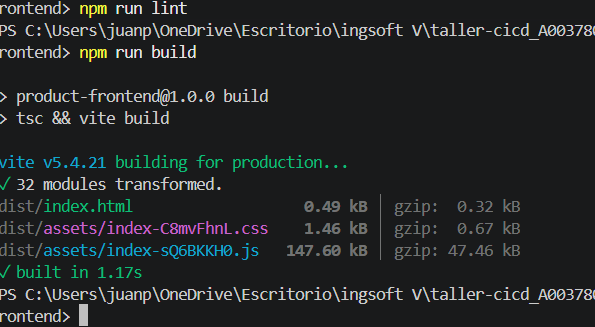 rontend> npm run lint
PS C:\Users\juanp\OneDrive\Escritorio\ingsoft V\taller-cicd_A00378
rontend> npm run build
> product-frontend@1.0.0 build
> tsc && vite build
vite v5.4.21 building for production...
✓ 32 modules transformed.
dist/index.html 0.49 kB │ gzip: 0.32 kB
dist/assets/index-C8mvFhnL.css 1.46 kB │ gzip: 0.67 kB
dist/assets/index-sQ6BKKH0.js 147.60 kB │ gzip: 47.46 kB
✓ built in 1.17s
PS C:\Users\juanp\OneDrive\Escritorio\ingsoft V\taller-cicd_A00378
rontend>